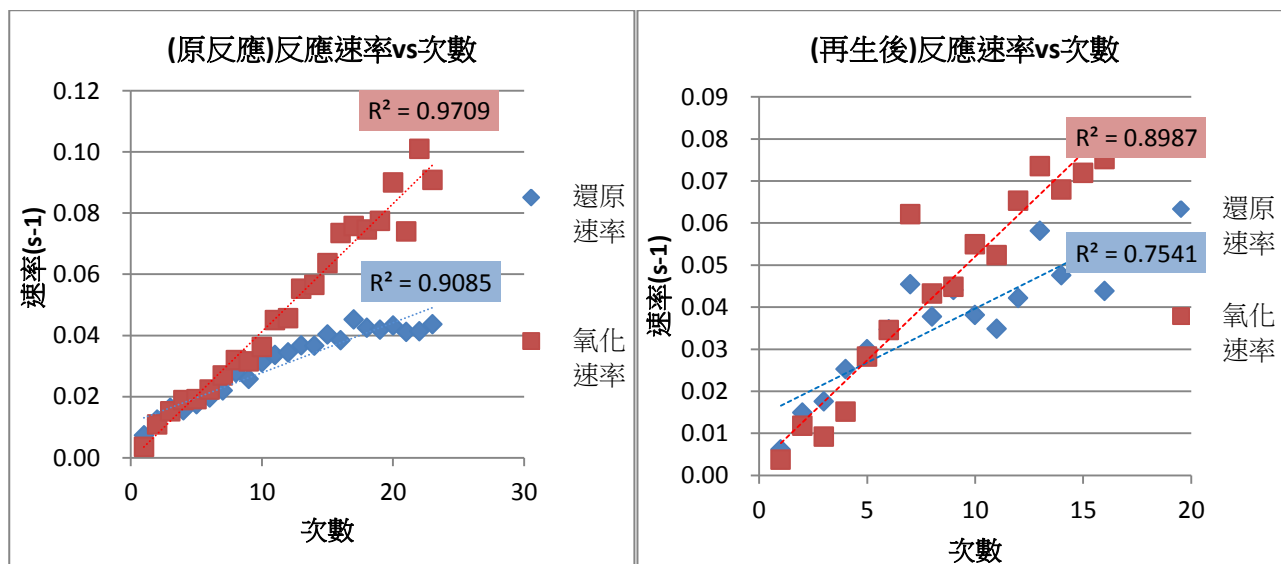 (原反應)反應速率vs次數
0.12
0.10
0.08
0.06
0.04
0.02
0.00
速率(s-1)
R² = 0.9709
R² = 0.9085
0
10
20
30
次數
還原
速率
氧化
速率
(再生後)反應速率vs次數
0.09
0.08
0.07
0.06
0.05
0.04
0.03
0.02
0.01
0.00
速率(s-1)
R² = 0.8987
R² = 0.7541
0
5
10
15
20
次數
還原
速率
氧化
速率